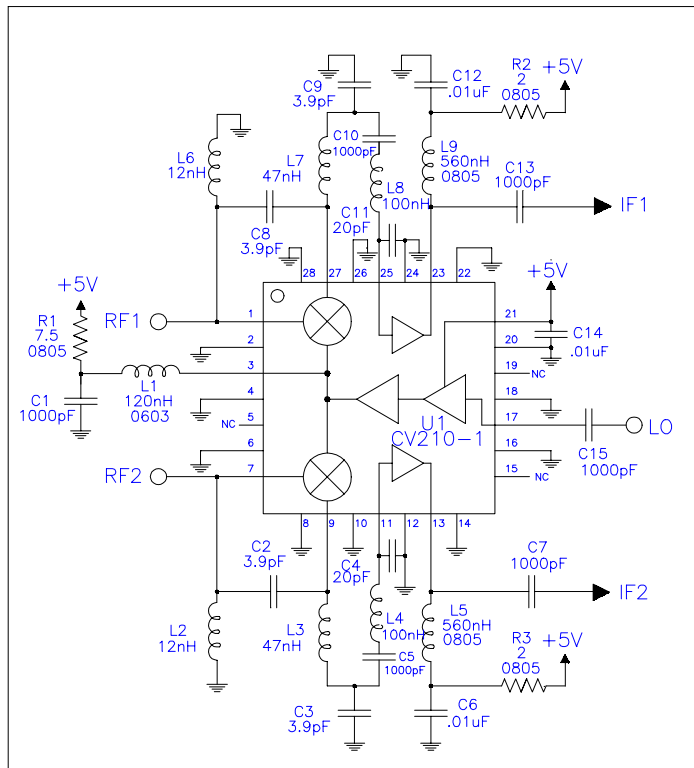 C9
3.9pF
C12
.01uF
R2
2
0805
+5V
L6
12nH
L7
47nH
C10
1000pF
L8
100nH
L9
560nH
0805
C13
1000pF
IF1
C8
3.9pF
C11
20pF
28
27
26
25
24
23
22
+5V
R1
7.5
0805
RF1
1
2
3
4
NC
5
6
7
L1
120nH
0603
C1
1000pF
RF2
+5V
C14
.01uF
21
20
19
NC
18
17
16
15
NC
U1
CV210-1
LO
C15
1000pF
8
9
10
11
12
13
14
C2
3.9pF
C4
20pF
C7
1000pF
IF2
L2
12nH
L3
47nH
L4
100nH
C5
1000pF
L5
560nH
0805
R3
2
0805
+5V
C3
3.9pF
C6
.01uF